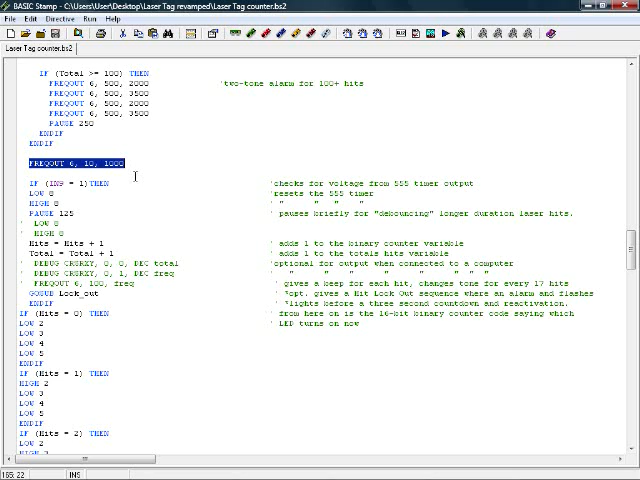 BASIC Stamp - C:\Users\User\Desktop\Laser Tag revamped\Laser Tag counter.bs2
File Edit Directive Run Help
Laser Tag counter.bs2
IF (Total >= 100) THEN
FREQOUT 6, 500, 2000 'two-tone alarm for 100+ hits
FREQOUT 6, 500, 3500
FREQOUT 6, 500, 2000
FREQOUT 6, 500, 3500
PAUSE 250
ENDIF
ENDIF
FREQOUT 6, 10, 1000
IF (IN9 = 1)THEN 'checks for voltage from 555 timer output
LOW 8 'resets the 555 timer
HIGH 8 ' " " " "
PAUSE 125 ' pauses briefly for "debouncing" longer duration laser hits.
' LOW 8
' HIGH 8
Hits = Hits + 1 ' adds 1 to the binary counter variable
Total = Total + 1 ' adds 1 to the totals hits variable
' DEBUG CRSRXY, 0, 0, DEC total 'optional for output when connected to a computer
' DEBUG CRSRXY, 0, 1, DEC freq ' " " " " " " "
' FREQOUT 6, 100, freq ' gives a beep for each hit, changes tone for every 17 hits
GOSUB Lock_out ' *opt. gives a Hit Lock Out sequence where an alarm and flashes
ENDIF ' *lights before a three second countdown and reactivation.
IF (Hits = 0) THEN ' from here on is the 16-bit binary counter code saying which
LOW 2 ' LED turns on now
LOW 3
LOW 4
LOW 5
ENDIF
IF (Hits = 1) THEN
HIGH 2
LOW 3
LOW 4
LOW 5
ENDIF
IF (Hits = 2) THEN
LOW 2
165: 22 INS